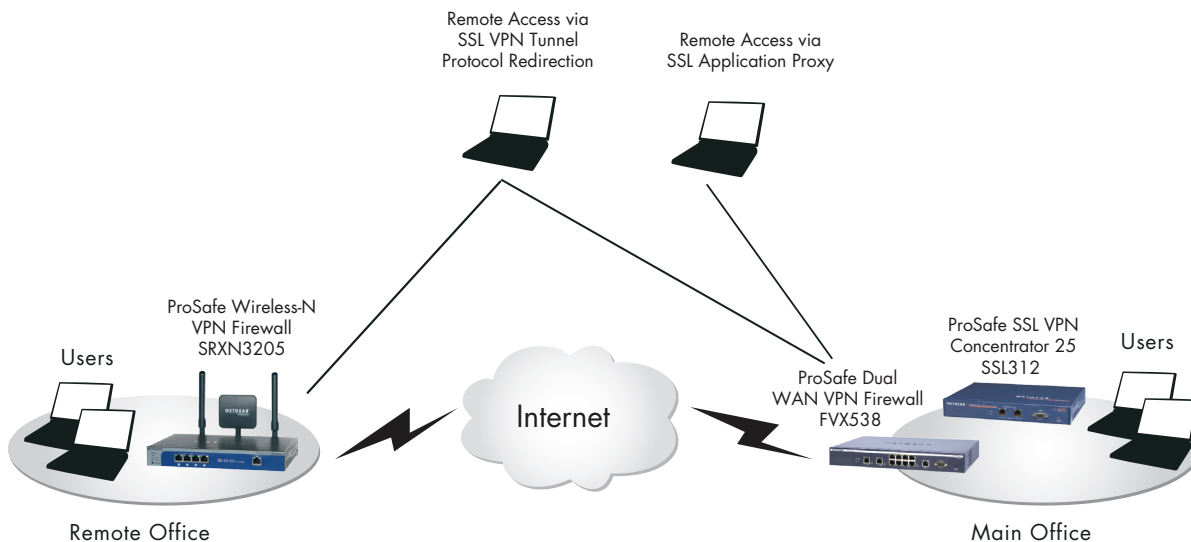 Remote Access via
SSL VPN Tunnel
Protocol Redirection
Remote Access via
SSL Application Proxy
ProSafe Wireless-N
VPN Firewall
SRXN3205
Users
NETGEAR
Internet
ProSafe Dual
WAN VPN Firewall
FVX538
ProSafe SSL VPN
Concentrator 25
SSL312
Users
Remote Office
Main Office